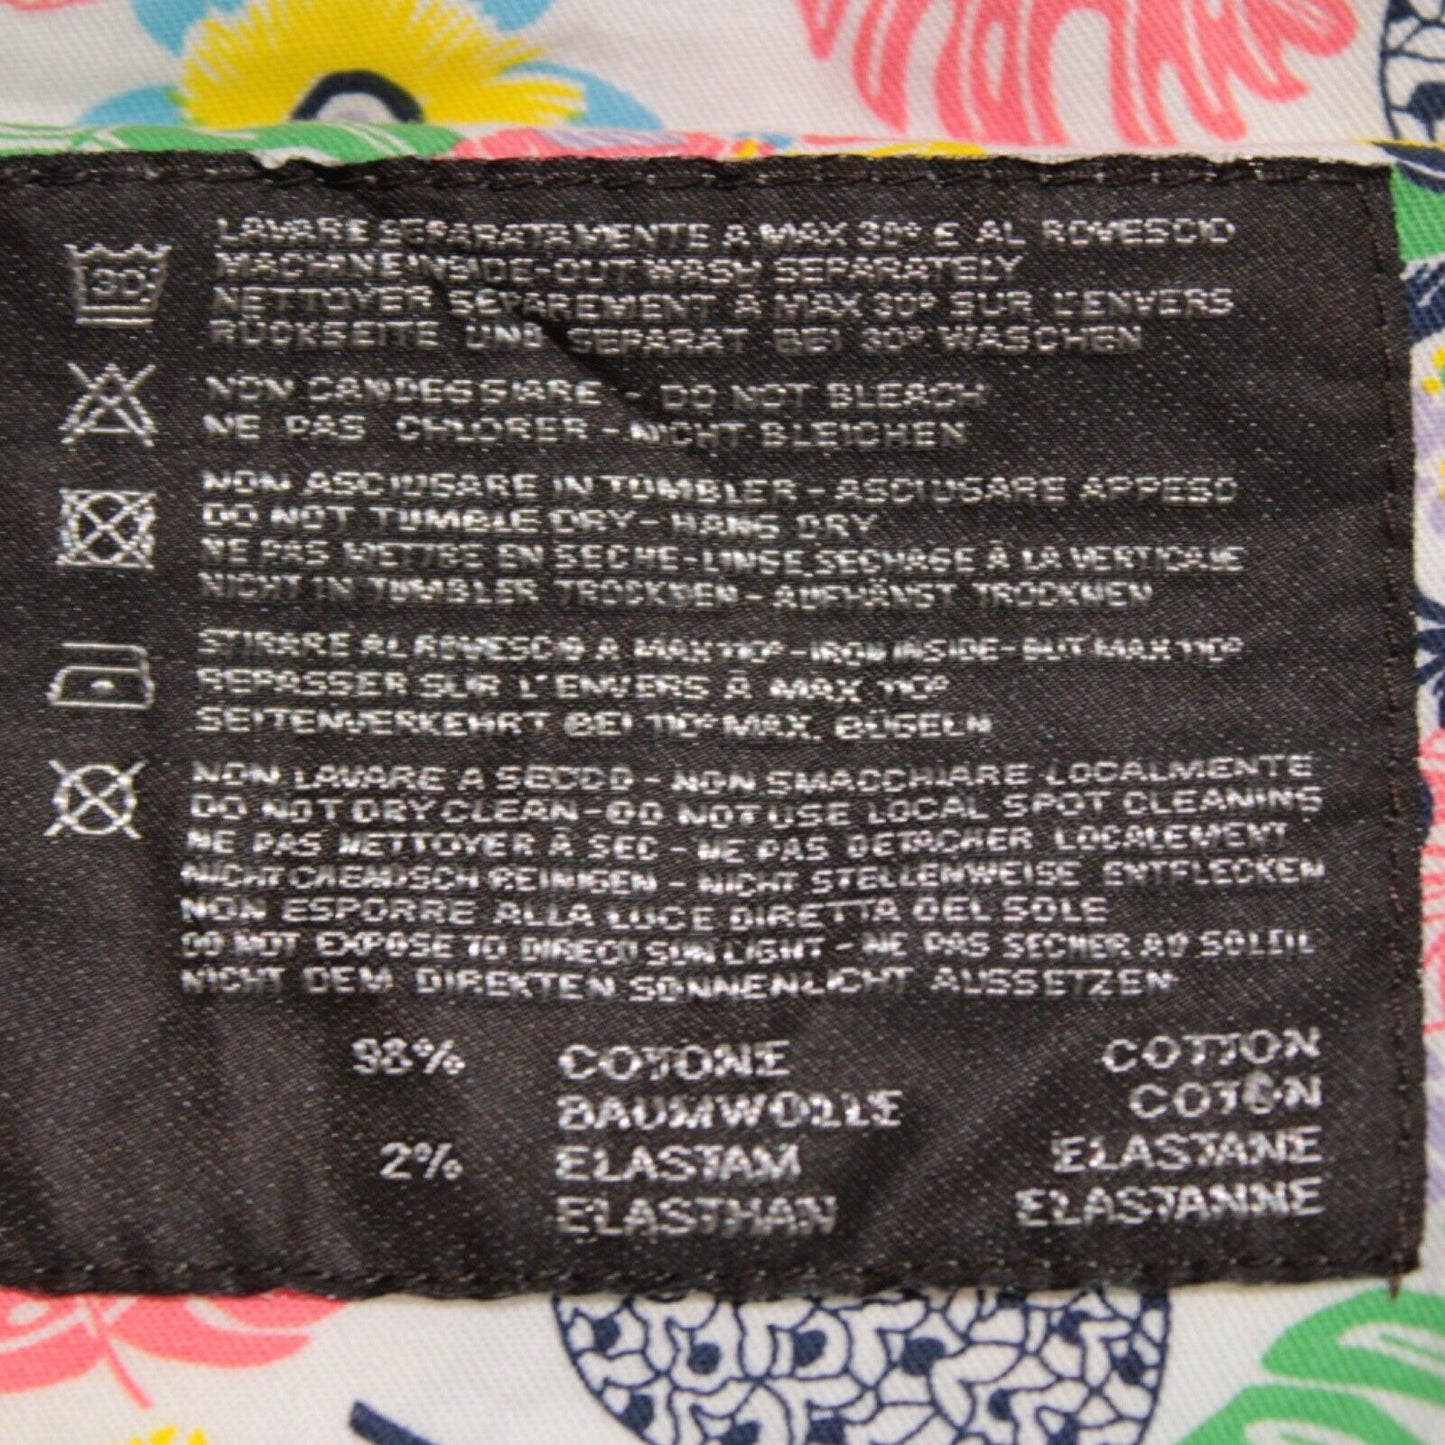 30
LAVARE SEPARATAMENTE A MAX 30° E AL ROVESCIO
MACHINE INSIDE-OUT WASH SEPARATELY
NETTOYER SÉPAREMENT A MAX 30° SUR L'ENVERS
RÜCKSEITE UND SEPARAT BEI 30° WASCHEN
NON CANDESSIARE - DO NOT BLEACH
NE PAS CHLORER - NICHT BLEICHEN
NON ASCIUGARE IN TUMBLER - ASCIUGARE APPESO
DO NOT TUMBLE DRY - HANG DRY
NE PAS METTRE EN SECHE-LINGE, SECHAGE À LA VERTICALE
NICHT IN TUMBLER TROCKNEN - AUFHÄNGT TROCKNEN
STIRARE AL ROVESCIO A MAX 110° - IRON INSIDE-OUT MAX 110°
REPASSER SUR L'ENVERS À MAX 110°
SEITENVERKEHRT BEI 110° MAX. BÜGELN
NON LAVARE A SECCO - NON SMACCHIARE LOCALMENTE
DO NOT DRY CLEAN - DO NOT USE LOCAL SPOT CLEANING
NE PAS NETTOYER À SEC - NE PAS DETACHER LOCALEMENT
NICHT CHEMISCH REINIGEN - NICHT STELLENWEISE ENTFLECKEN
NON ESPORRE ALLA LUCE DIRETTA DEL SOLE
DO NOT EXPOSE TO DIRECT SUNLIGHT - NE PAS SECHER AU SOLEIL
NICHT DEM DIREKTEN SONNENLICHT AUSSETZEN
98% COTONE COTTON
BAUMWOLLE COTON
2% ELASTAM ELASTANE
ELASTHAN ELASTANNE